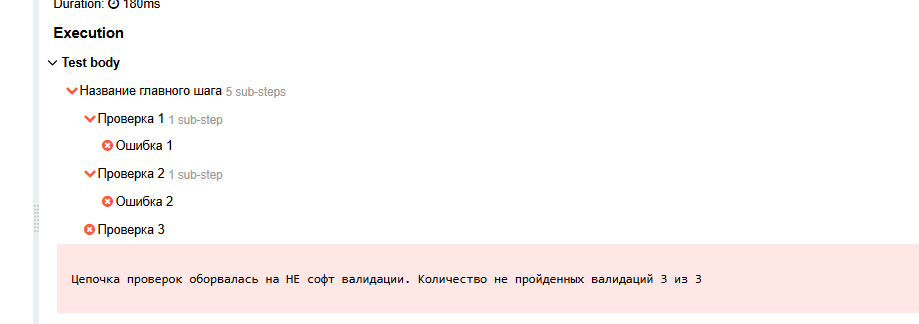 Duration: 180ms
Execution
Test body
Название главного шага 5 sub-steps
Проверка 1 1 sub-step
Ошибка 1
Проверка 2 1 sub-step
Ошибка 2
Проверка 3
Цепочка проверок оборвалась на НЕ софт валидации. Количество не пройденных валидаций 3 из 3